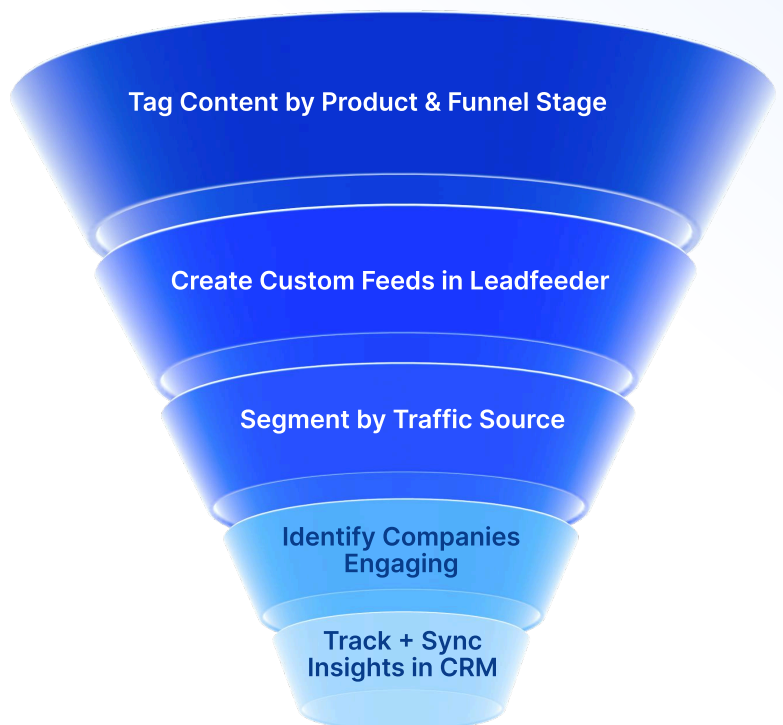 Tag Content by Product & Funnel Stage
Create Custom Feeds in Leadfeeder
Segment by Traffic Source
Identify Companies
Engaging
Track + Sync
Insights in CRM